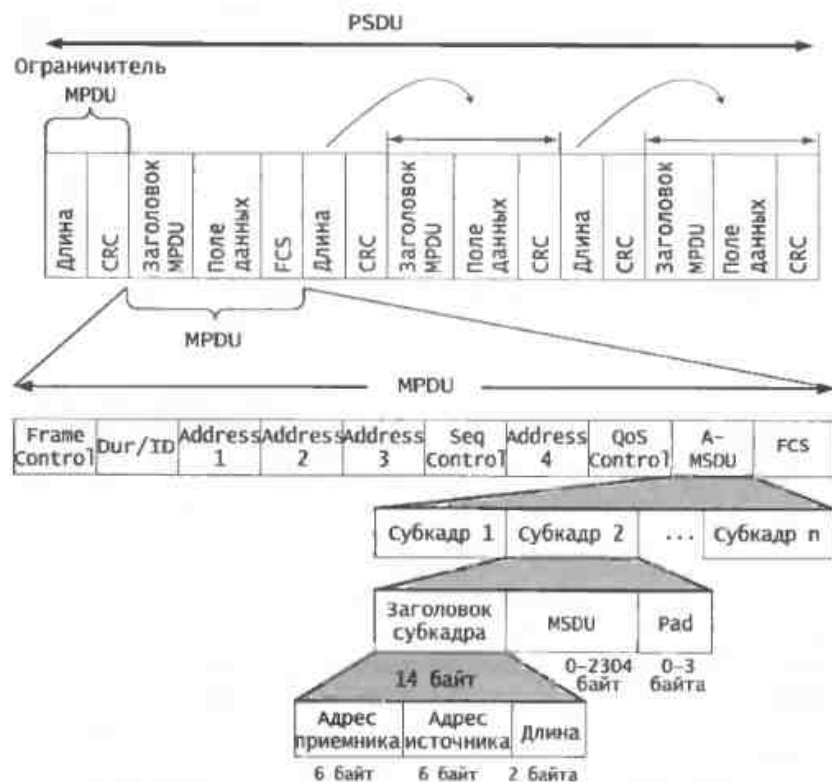 PSDU
Ограничитель
MPDU
Длина
CRC
Заголовок
MPDU
Поле
данных
FCS
Длина
CRC
Заголовок
MPDU
Поле
данных
CRC
Длина
CRC
Заголовок
MPDU
Поле
данных
CRC
MPDU
MPDU
Frame
Control
Dur/ID
Address
1
Address
2
Address
3
Seq
Control
Address
4
QoS
Control
A-
MSDU
FCS
Субкадр 1
Субкадр 2
...
Субкадр n
Заголовок
субкадра
MSDU
Pad
14 байт
0-2304
байт
0-3
байта
Адрес
приемника
Адрес
источника
Длина
6 байт
6 байт
2 байта